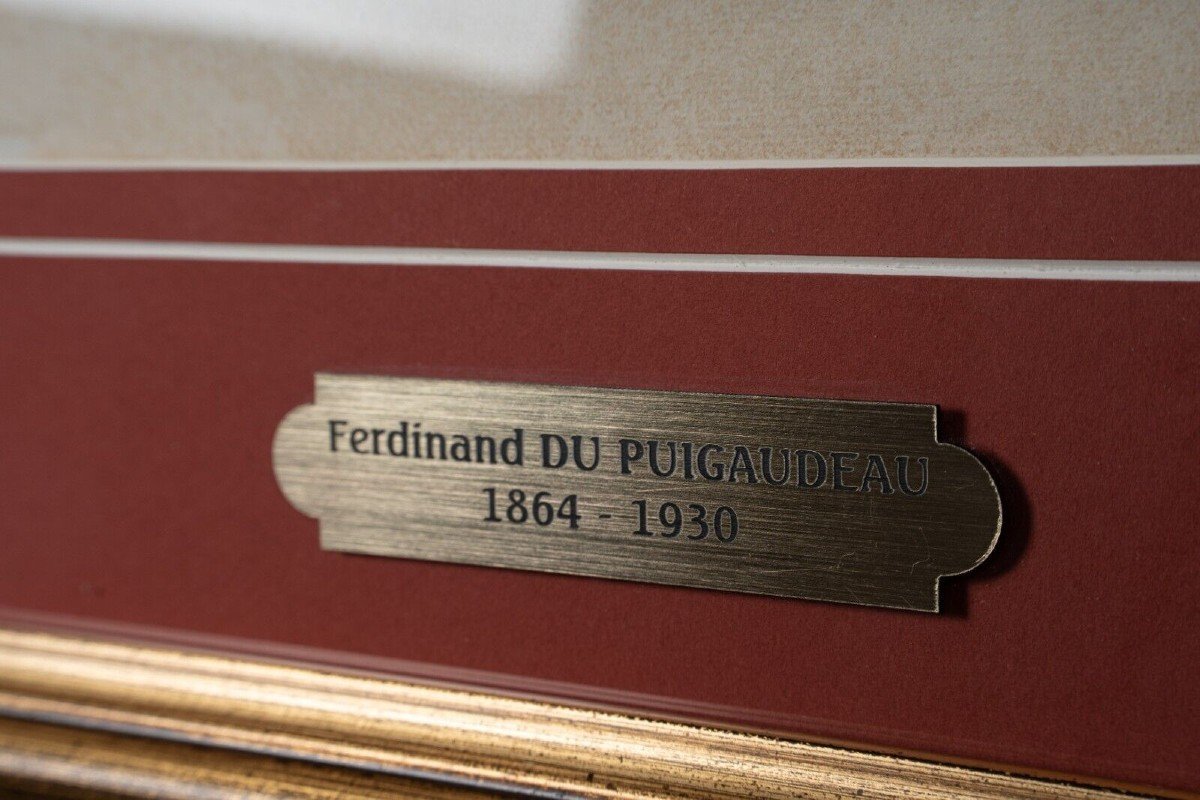 Ferdinand DU PUIGAUDEAU
1864 - 1930